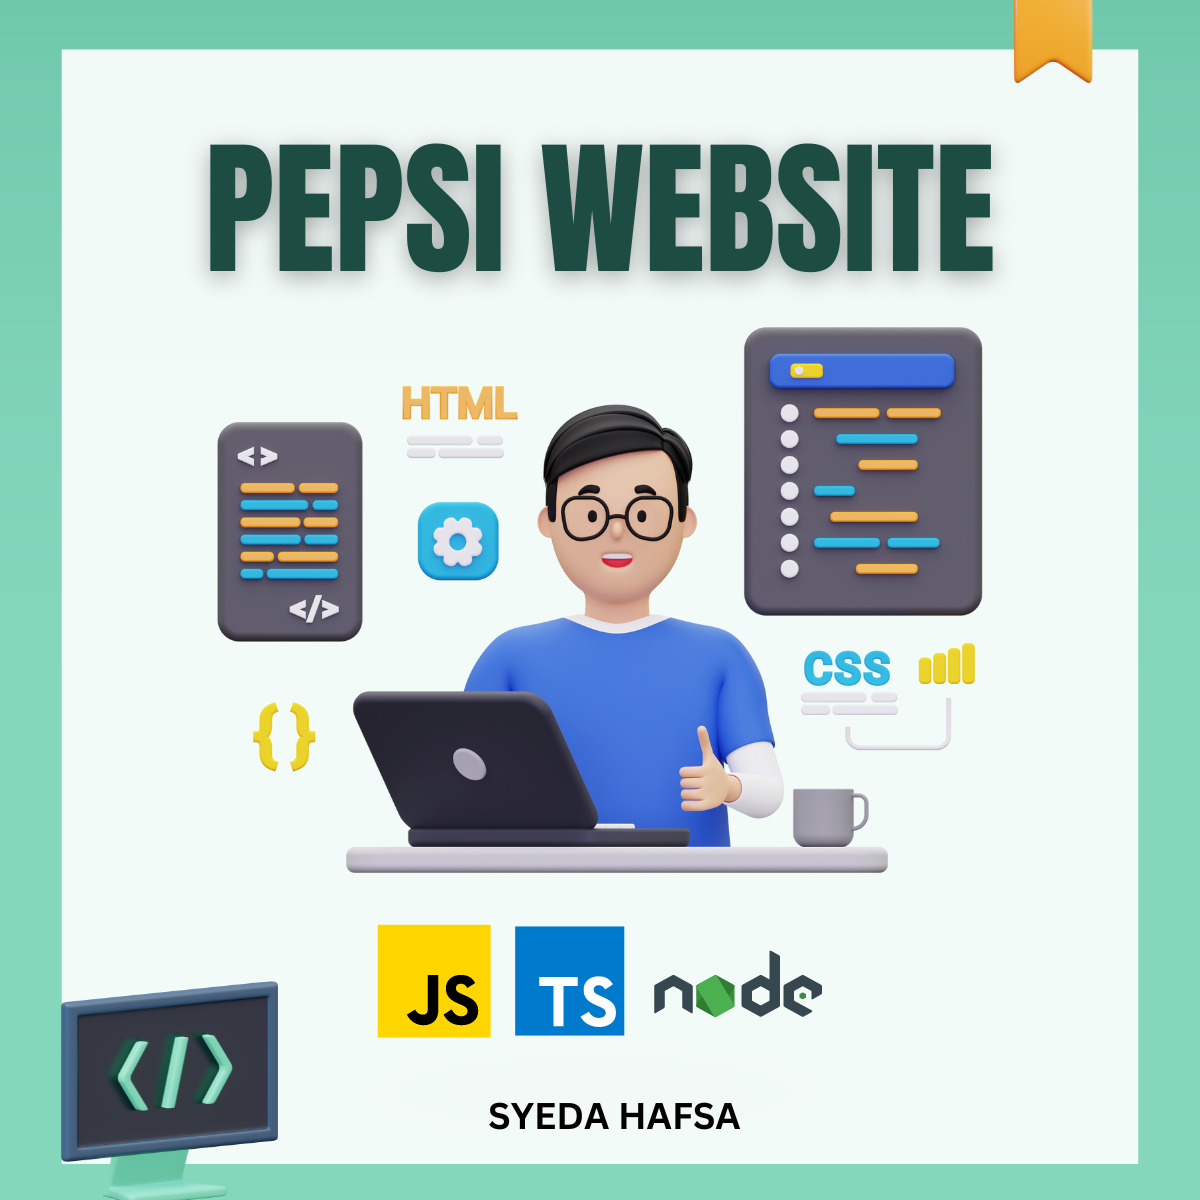 PEPSI WEBSITE
HTML
<>
</>
CSS
{}
JS
TS
node
</>
SYEDA HAFSA